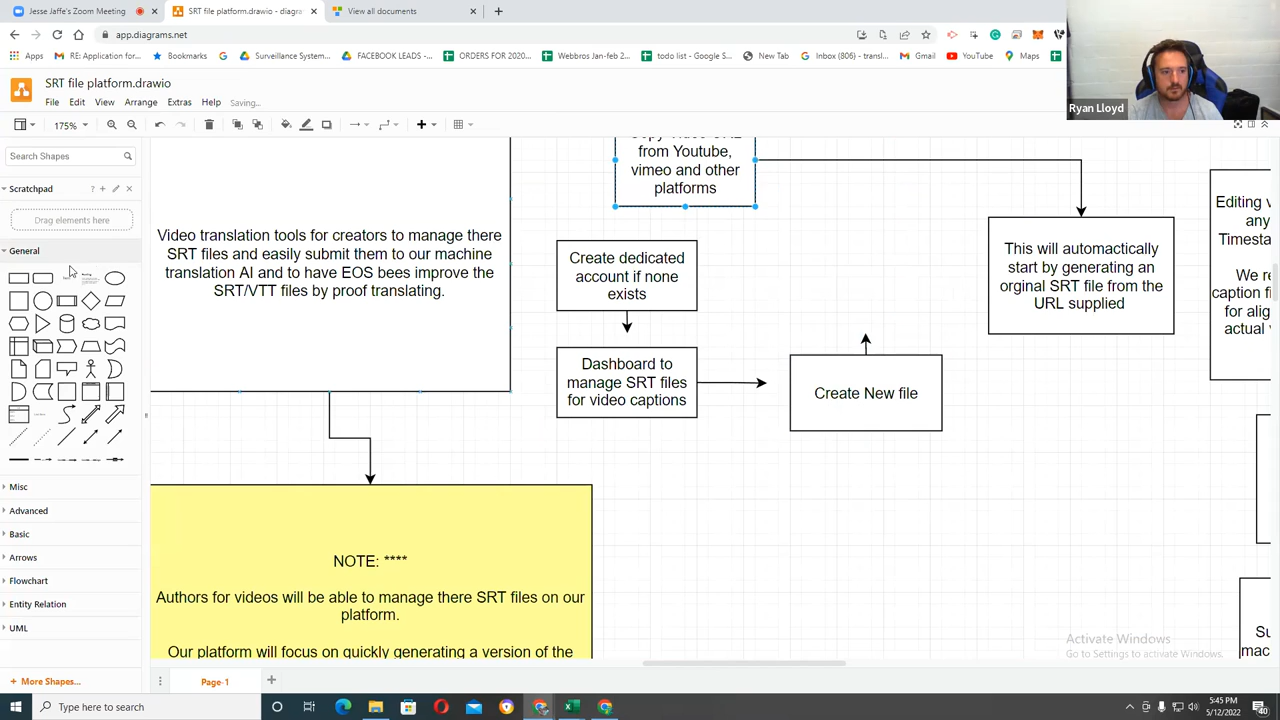 Jesse Jaffe's Zoom Meeting
SRT file platform.drawio - diagra
View all documents
app.diagrams.net
Apps
RE: Application for...
Bookmarks
Surveillance System...
FACEBOOK LEADS - ...
ORDERS FOR 2020...
Webbros Jan-feb 2...
todo list - Google S...
New Tab
Inbox (806) - transl...
Gmail
YouTube
Maps
SRT file platform.drawio
File
Edit
View
Arrange
Extras
Help
Saving...
175%
Ryan Lloyd
Search Shapes
Scratchpad
Drag elements here
General
Misc
Advanced
Basic
Arrows
Flowchart
Entity Relation
UML
+ More Shapes...
from Youtube,
vimeo and other
platforms
Video translation tools for creators to manage there
SRT files and easily submit them to our machine
translation AI and to have EOS bees improve the
SRT/VTT files by proof translating.
Create dedicated
account if none
exists
Dashboard to
manage SRT files
for video captions
Create New file
This will automactically
start by generating an
orginal SRT file from the
URL supplied
Editing
any
Timesta
We re
caption fi
for alig
actual
NOTE: ****
Authors for videos will be able to manage there SRT files on our
platform.
Our platform will focus on quickly generating a version of the
Activate Windows
Go to Settings to activate Windows.
Page-1
Type here to search
5:45 PM
5/12/2022
40